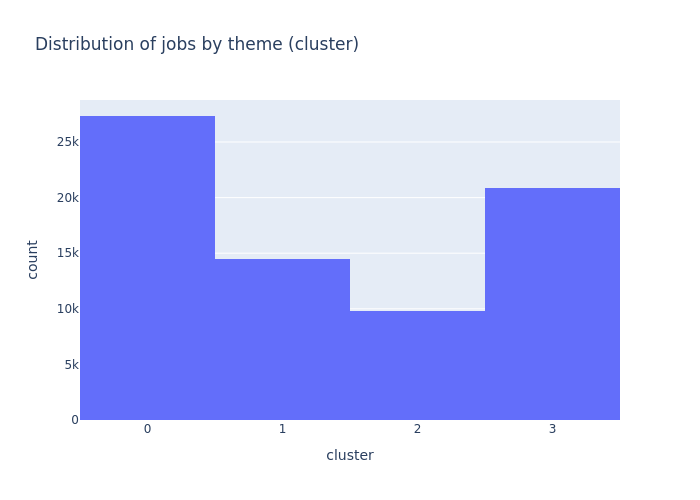 Distribution of jobs by theme (cluster)
25k
20k
15k
10k
5k
0
count
0 1 2 3
cluster